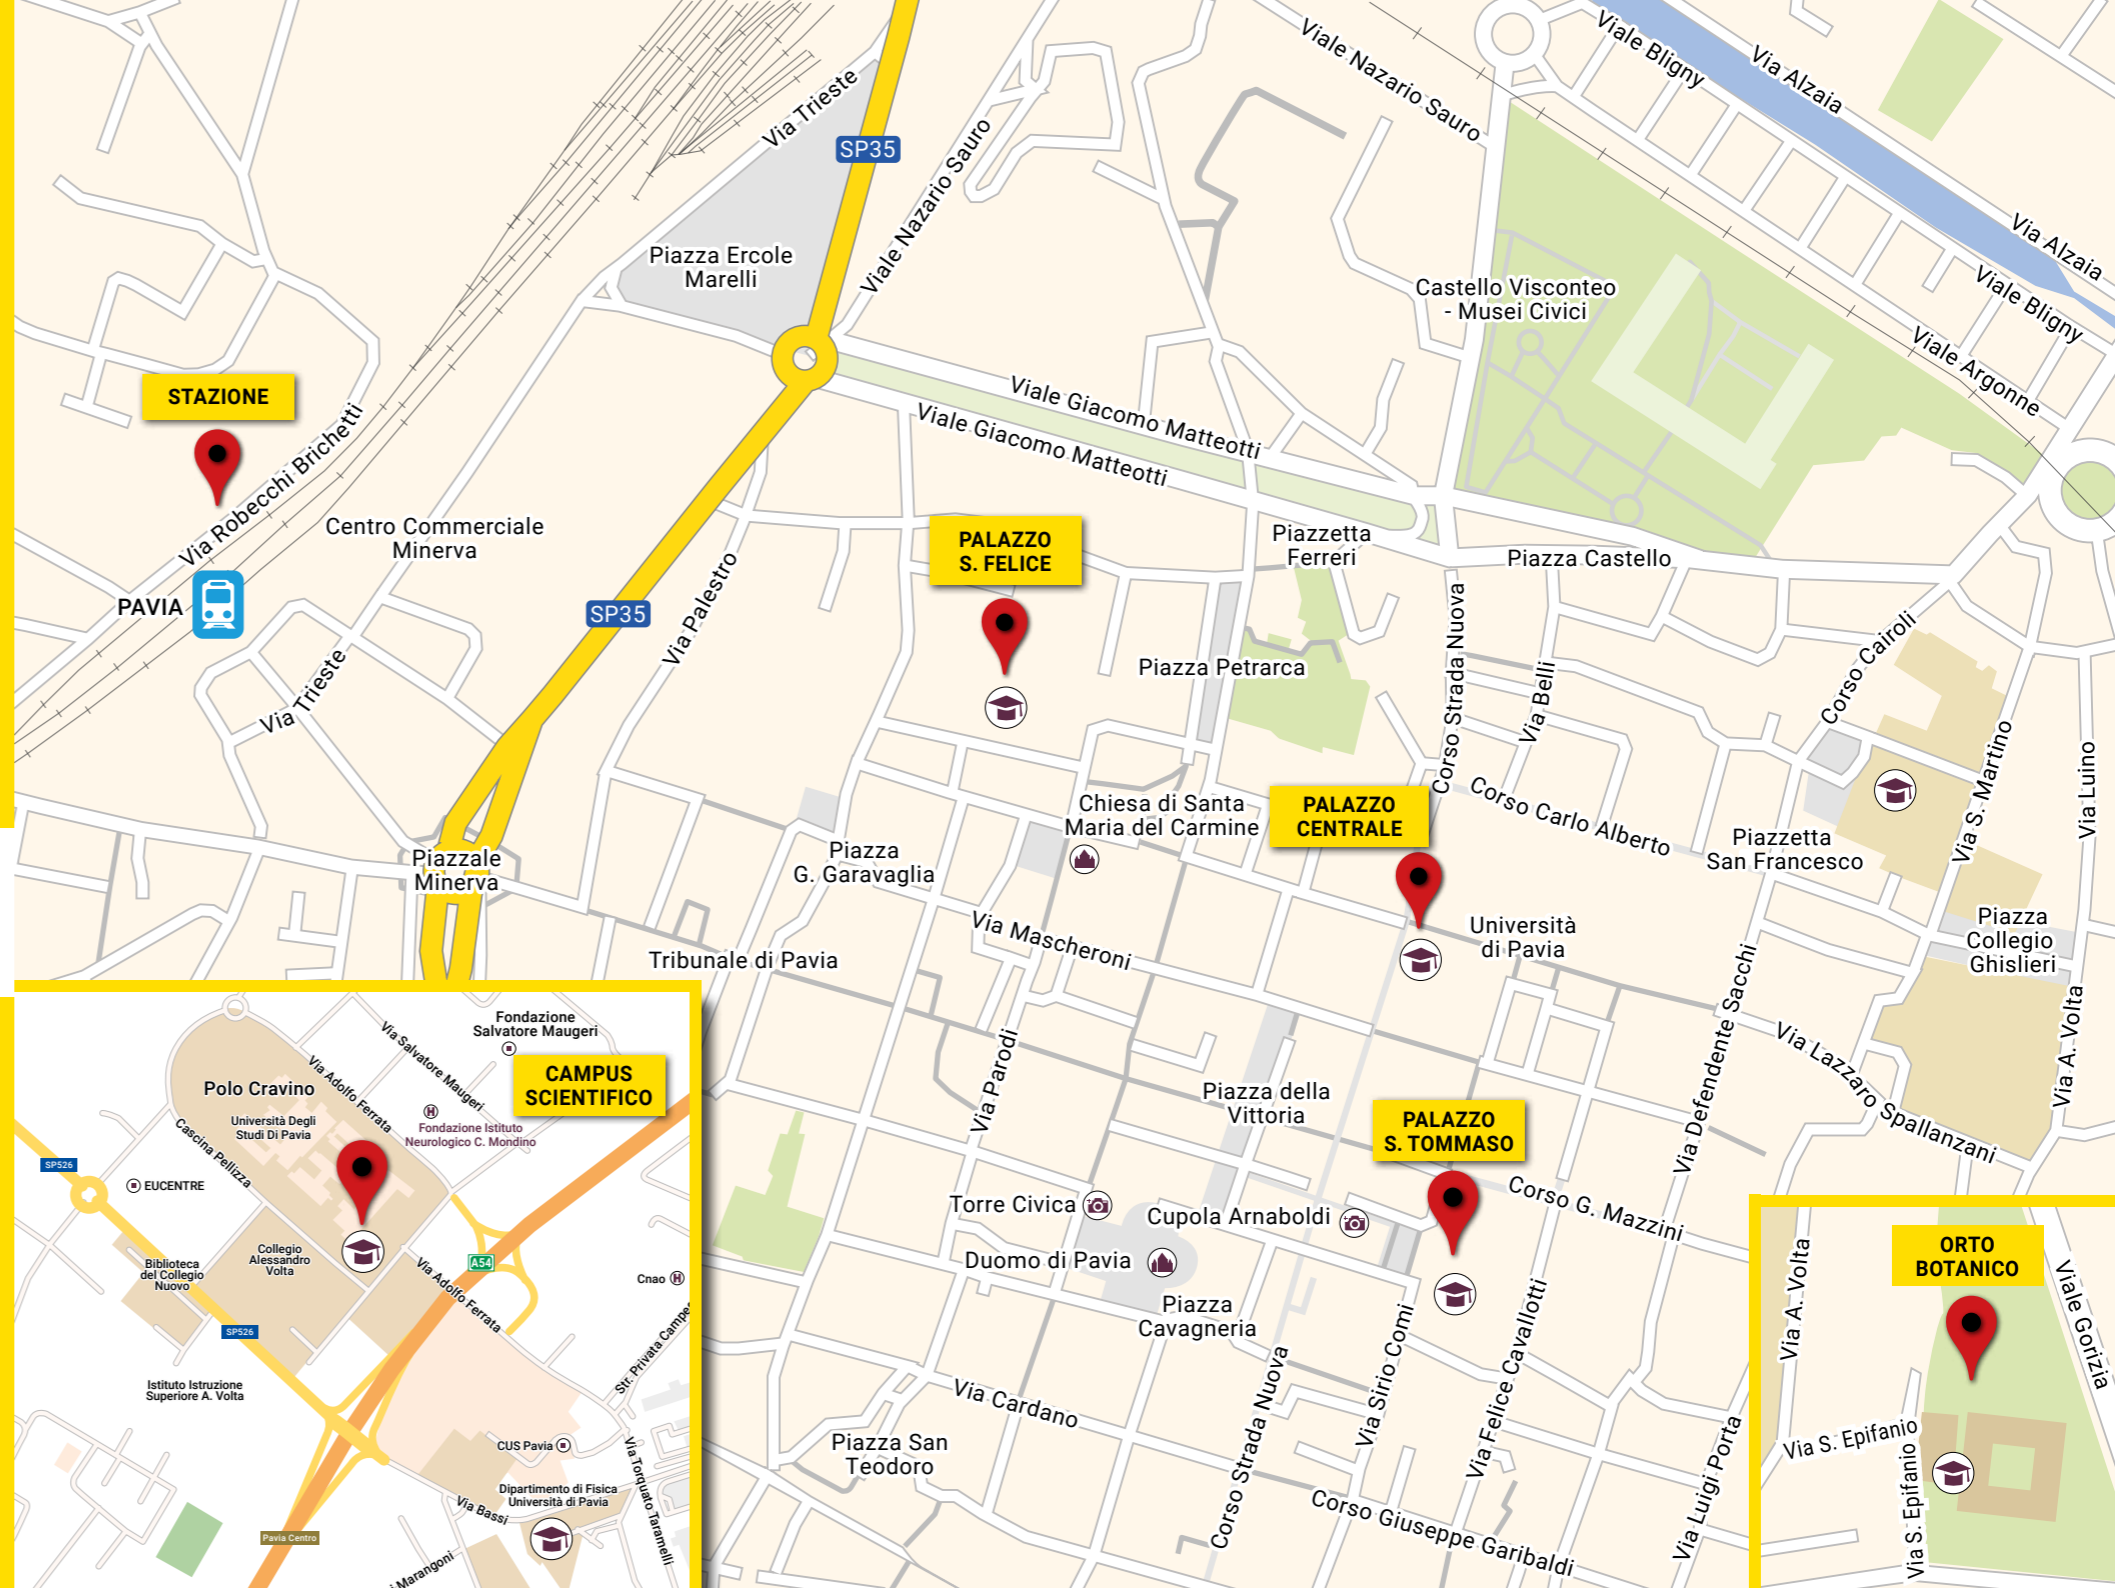 Viale Nazario Sauro
Viale Bligny
Via Alzaia
Via Trieste
SP35
Viale Nazario Sauro
Via Alzaia
Piazza Ercole
Marelli
Castello Visconteo
- Musei Civici
Viale Bligny
Viale Argonne
STAZIONE
Viale Giacomo Matteotti
Viale Giacomo Matteotti
Via Robecchi Brichetti
Centro Commerciale
Minerva
PALAZZO
S. FELICE
Piazzetta
Ferreri
Piazza Castello
PAVIA
SP35
Via Palestro
Corso Strada Nuova
Via Belli
Corso Cairoli
Piazza Petrarca
Via Trieste
Via S. Martino
Via Luino
Chiesa di Santa
Maria del Carmine
PALAZZO
CENTRALE
Corso Carlo Alberto
Piazzetta
San Francesco
Piazzale
Minerva
Piazza
G. Garavaglia
Via Mascheroni
Università
di Pavia
Piazza
Collegio
Ghislieri
Tribunale di Pavia
Via Defendente Sacchi
Via A. Volta
Via Lazzaro Spallanzani
Via Parodi
Piazza della
Vittoria
PALAZZO
S. TOMMASO
Torre Civica
Cupola Arnaboldi
Corso G. Mazzini
Duomo di Pavia
Piazza
Cavagneria
Via Sirio Comi
Via Felice Cavallotti
Corso Strada Nuova
Via Cardano
Via Luigi Porta
Piazza San
Teodoro
Corso Giuseppe Garibaldi
Fondazione
Salvatore Maugeri
Via Salvatore Maugeri
CAMPUS
SCIENTIFICO
Via Adolfo Ferrata
Polo Cravino
Università Degli
Studi Di Pavia
H
Fondazione Istituto
Neurologico C. Mondino
Cascina Pellizza
SP526
EUCENTRE
Collegio
Alessandro
Volta
Biblioteca
del Collegio
Nuovo
A54
Via Adolfo Ferrata
Cnao
H
SP526
Str. Privata Campe
Istituto Istruzione
Superiore A. Volta
CUS Pavia
Via Torquato Taramelli
Dipartimento di Fisica
Università di Pavia
Via Bassi
Pavia Centro
i Marangoni
ORTO
BOTANICO
Via A. Volta
Viale Gorizia
Via S. Epifanio
Via S. Epifanio